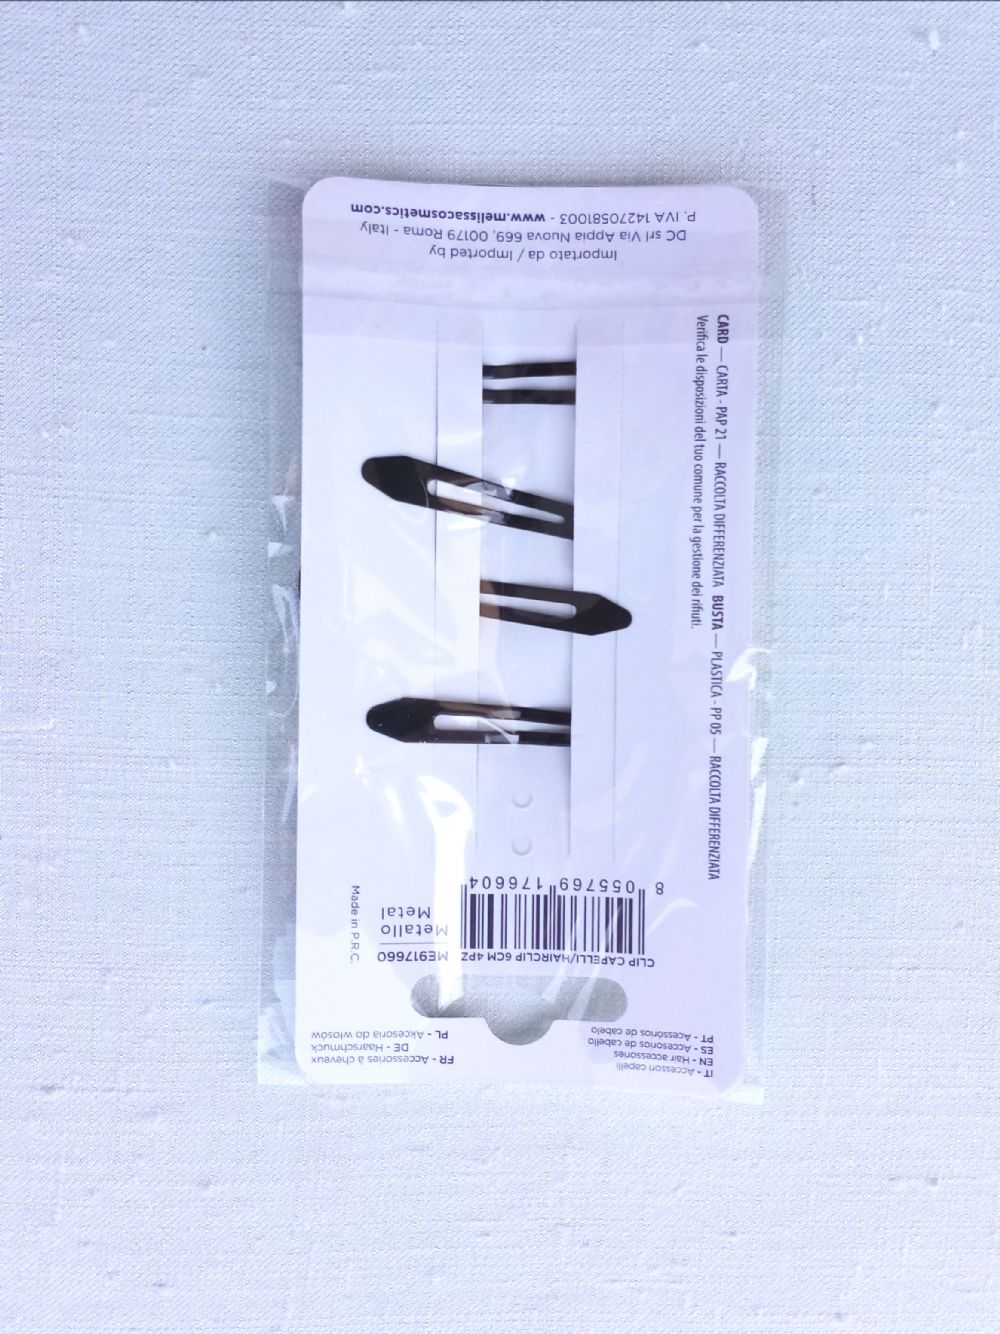 IT - Accessori capelli
EN - Hair accessories
ES - Accesorios de cabello
PT - Acessórios de cabelo
FR - Accessories à cheveux
DE - Haarschmuck
PL - Akcesoria do włosów
CLIP CAPELLI/HAIRCLIP 6CM 4PZ
8 055769 176604
ME917660
Metallo
Metal
Made in P.R.C.
CARD — CARTA - PAP 21 — RACCOLTA DIFFERENZIATA BUSTA — PLASTICA - PP 05 — RACCOLTA DIFFERENZIATA
Verifica le disposizioni del tuo comune per la gestione dei rifiuti.
Importato da / Imported by
DC srl Via Appia Nuova 669, 00179 Roma - Italy
P. IVA 14270581003 - www.melissacosmetics.com